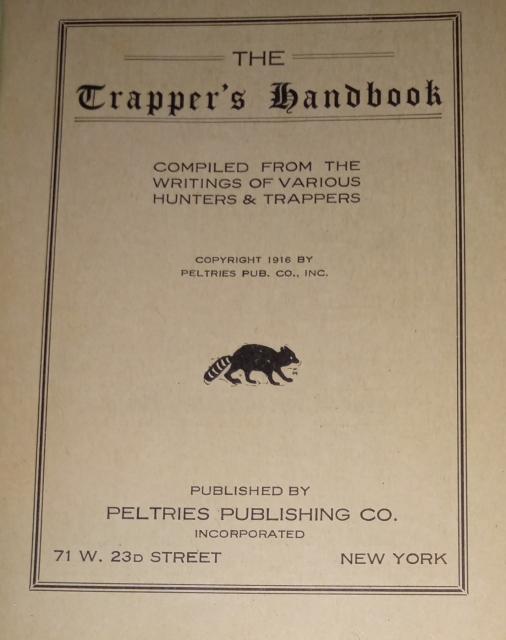 THE
Trapper's Handbook
COMPILED FROM THE
WRITINGS OF VARIOUS
HUNTERS & TRAPPERS
COPYRIGHT 1916 BY
PELTRIES PUB. CO., INC.
PUBLISHED BY
PELTRIES PUBLISHING CO.
INCORPORATED
71 W. 23D STREET NEW YORK